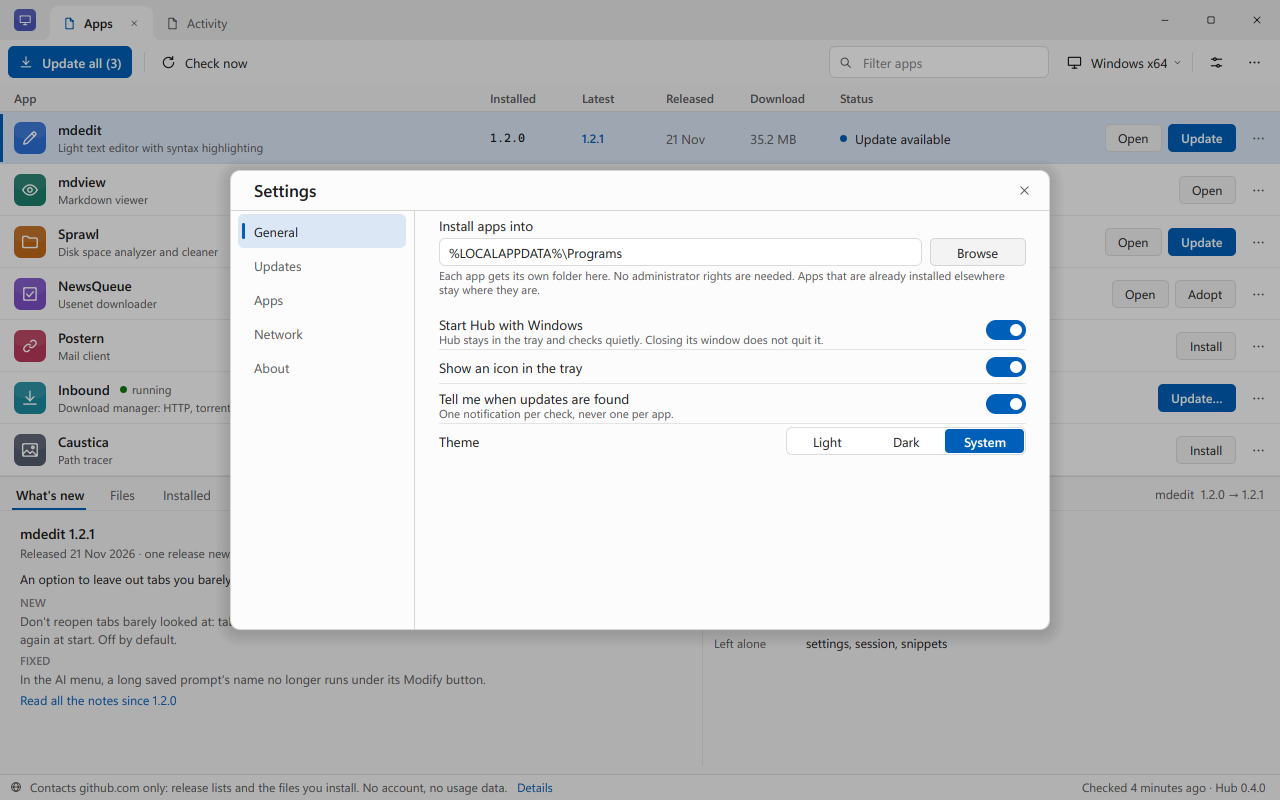 Apps
Activity
Update all (3)
Check now
Filter apps
Windows x64
App
Installed
Latest
Released
Download
Status
mdedit
Light text editor with syntax highlighting
1.2.0
1.2.1
21 Nov
35.2 MB
Update available
Open
Update
mdview
Markdown viewer
Open
Sprawl
Disk space analyzer and cleaner
Open
Update
NewsQueue
Usenet downloader
Open
Adopt
Postern
Mail client
Install
Inbound
running
Download manager: HTTP, torrent
Update...
Caustica
Path tracer
Install
Settings
General
Updates
Apps
Network
About
Install apps into
%LOCALAPPDATA%\Programs
Browse
Each app gets its own folder here. No administrator rights are needed. Apps that are already installed elsewhere
stay where they are.
Start Hub with Windows
Hub stays in the tray and checks quietly. Closing its window does not quit it.
Show an icon in the tray
Tell me when updates are found
One notification per check, never one per app.
Theme
Light
Dark
System
What's new
Files
Installed
mdedit 1.2.0 → 1.2.1
mdedit 1.2.1
Released 21 Nov 2026 · one release new
An option to leave out tabs you barely
NEW
Don't reopen tabs barely looked at: ta
again at start. Off by default.
FIXED
In the AI menu, a long saved prompt's name no longer runs under its Modify button.
Read all the notes since 1.2.0
Left alone
settings, session, snippets
Contacts github.com only: release lists and the files you install. No account, no usage data.
Details
Checked 4 minutes ago · Hub 0.4.0